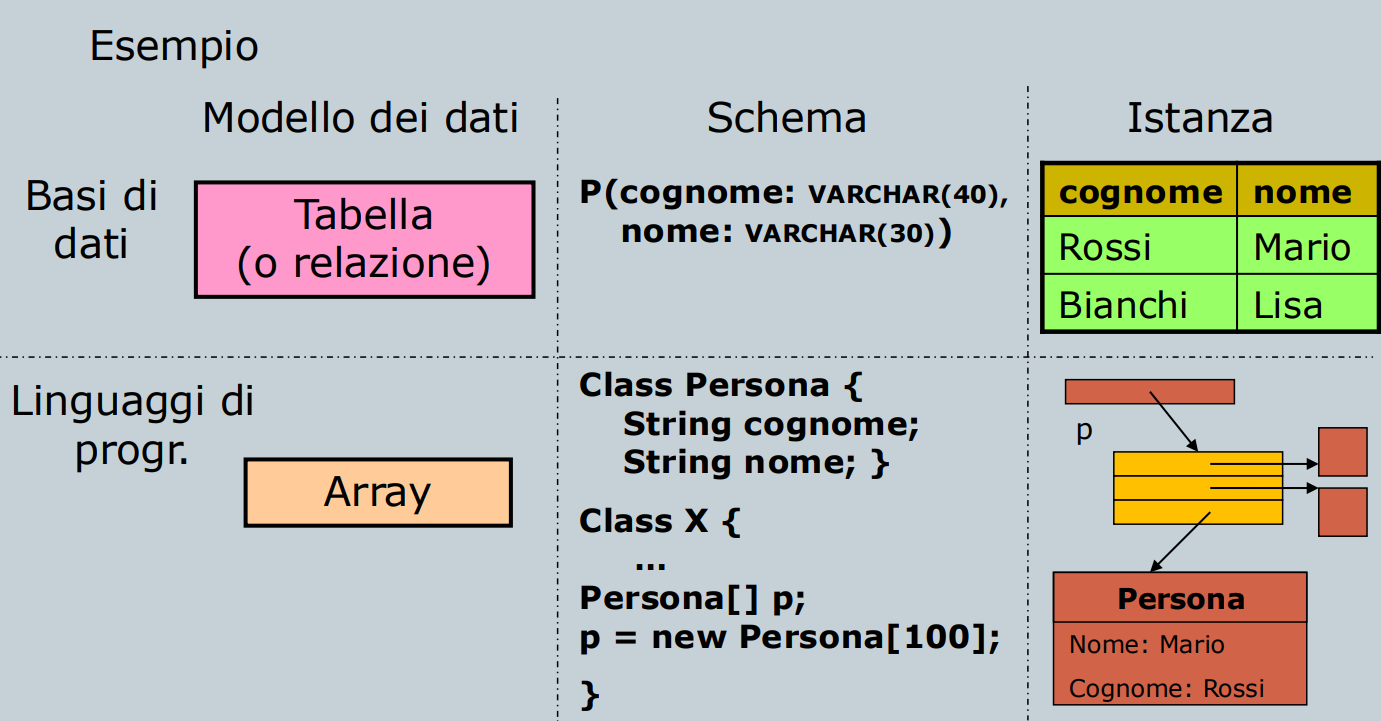 Esempio
Modello dei dati
Schema
Istanza
Basi di
dati
Tabella
(o relazione)
P(cognome: VARCHAR(40),
nome: VARCHAR(30))
cognome nome
Rossi Mario
Bianchi Lisa
Linguaggi di
progr.
Array
Class Persona {
String cognome;
String nome; }
Class X {
…
Persona[] p;
p = new Persona[100];
}
p
Persona
Nome: Mario
Cognome: Rossi